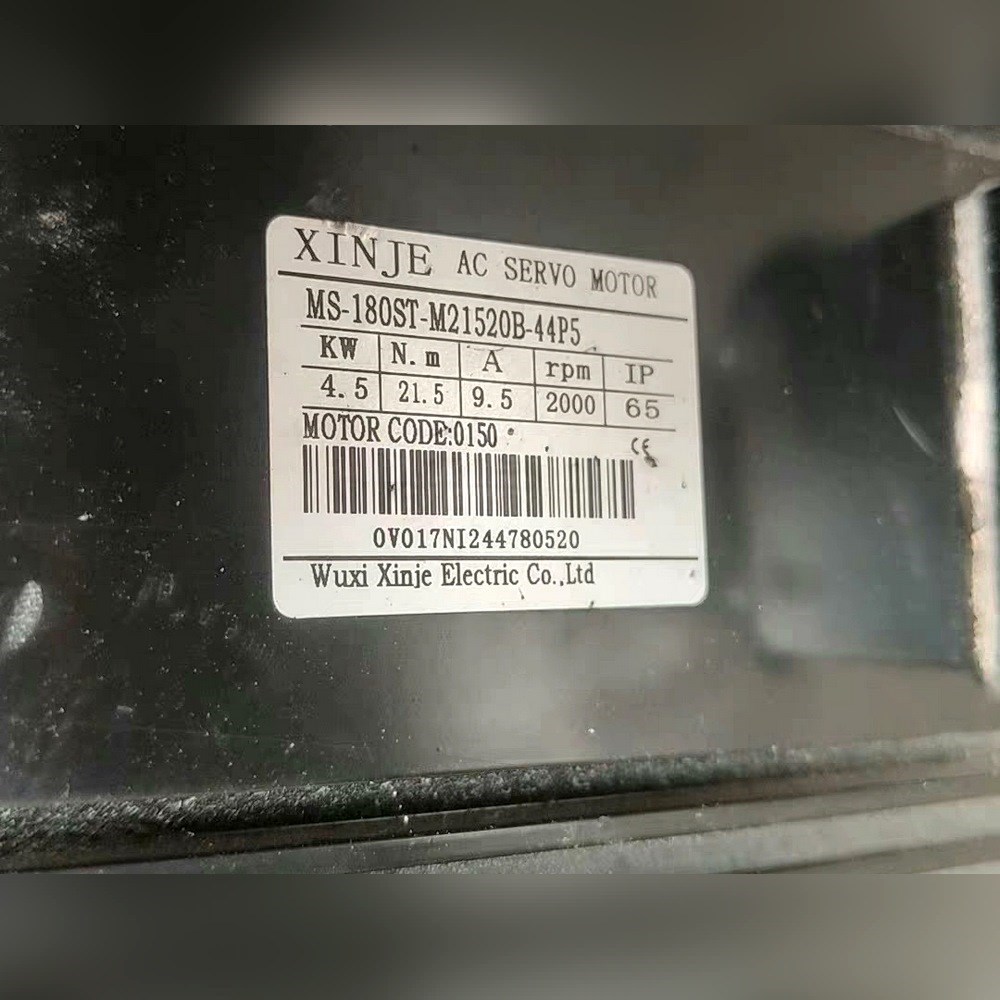 XINJE AC SERVO MOTOR
MS-180ST-M21520B-44P5
KW N.m A rpm IP
4.5 21.5 9.5 2000 65
MOTOR CODE:0150
CE
0V017NI244780520
Wuxi Xinje Electric Co.,Ltd